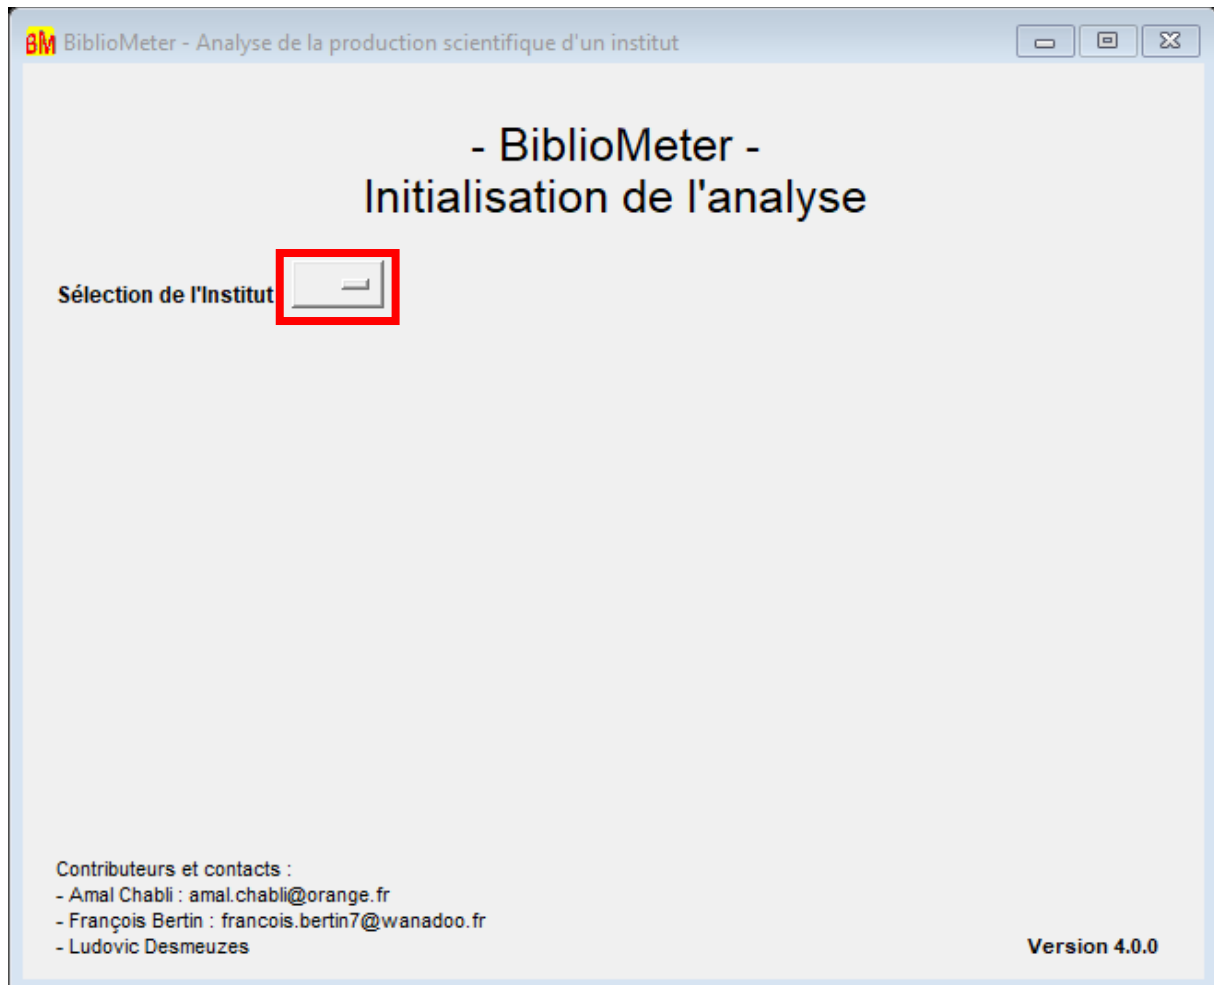 BM BiblioMeter - Analyse de la production scientifique d'un institut
- BiblioMeter -
Initialisation de l'analyse
Sélection de l'Institut
Contributeurs et contacts :
- Amal Chabli : amal.chabli@orange.fr
- François Bertin : francois.bertin7@wanadoo.fr
- Ludovic Desmeuzes
Version 4.0.0